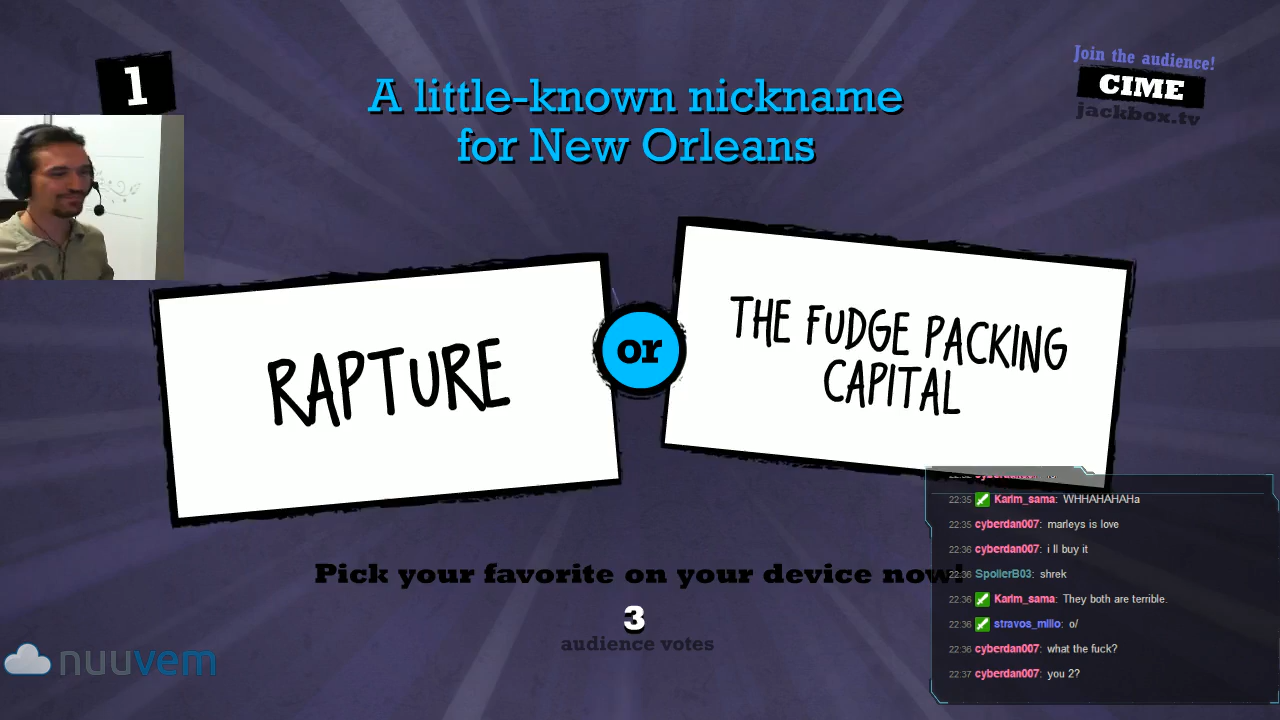 1
A little-known nickname
for New Orleans
Join the audience!
CIME
jackbox.tv
RAPTURE
or
THE FUDGE PACKING
CAPITAL
Pick your favorite on your device now!
3
audience votes
nuuvem
22:35 Karim_sama: WHHAHAHAHa
22:35 cyberdan007: marleys is love
22:36 cyberdan007: i ll buy it
22:36 SpoilerB03: shrek
22:36 Karim_sama: They both are terrible.
22:36 stravos_milo: o/
22:36 cyberdan007: what the fuck?
22:37 cyberdan007: you 2?